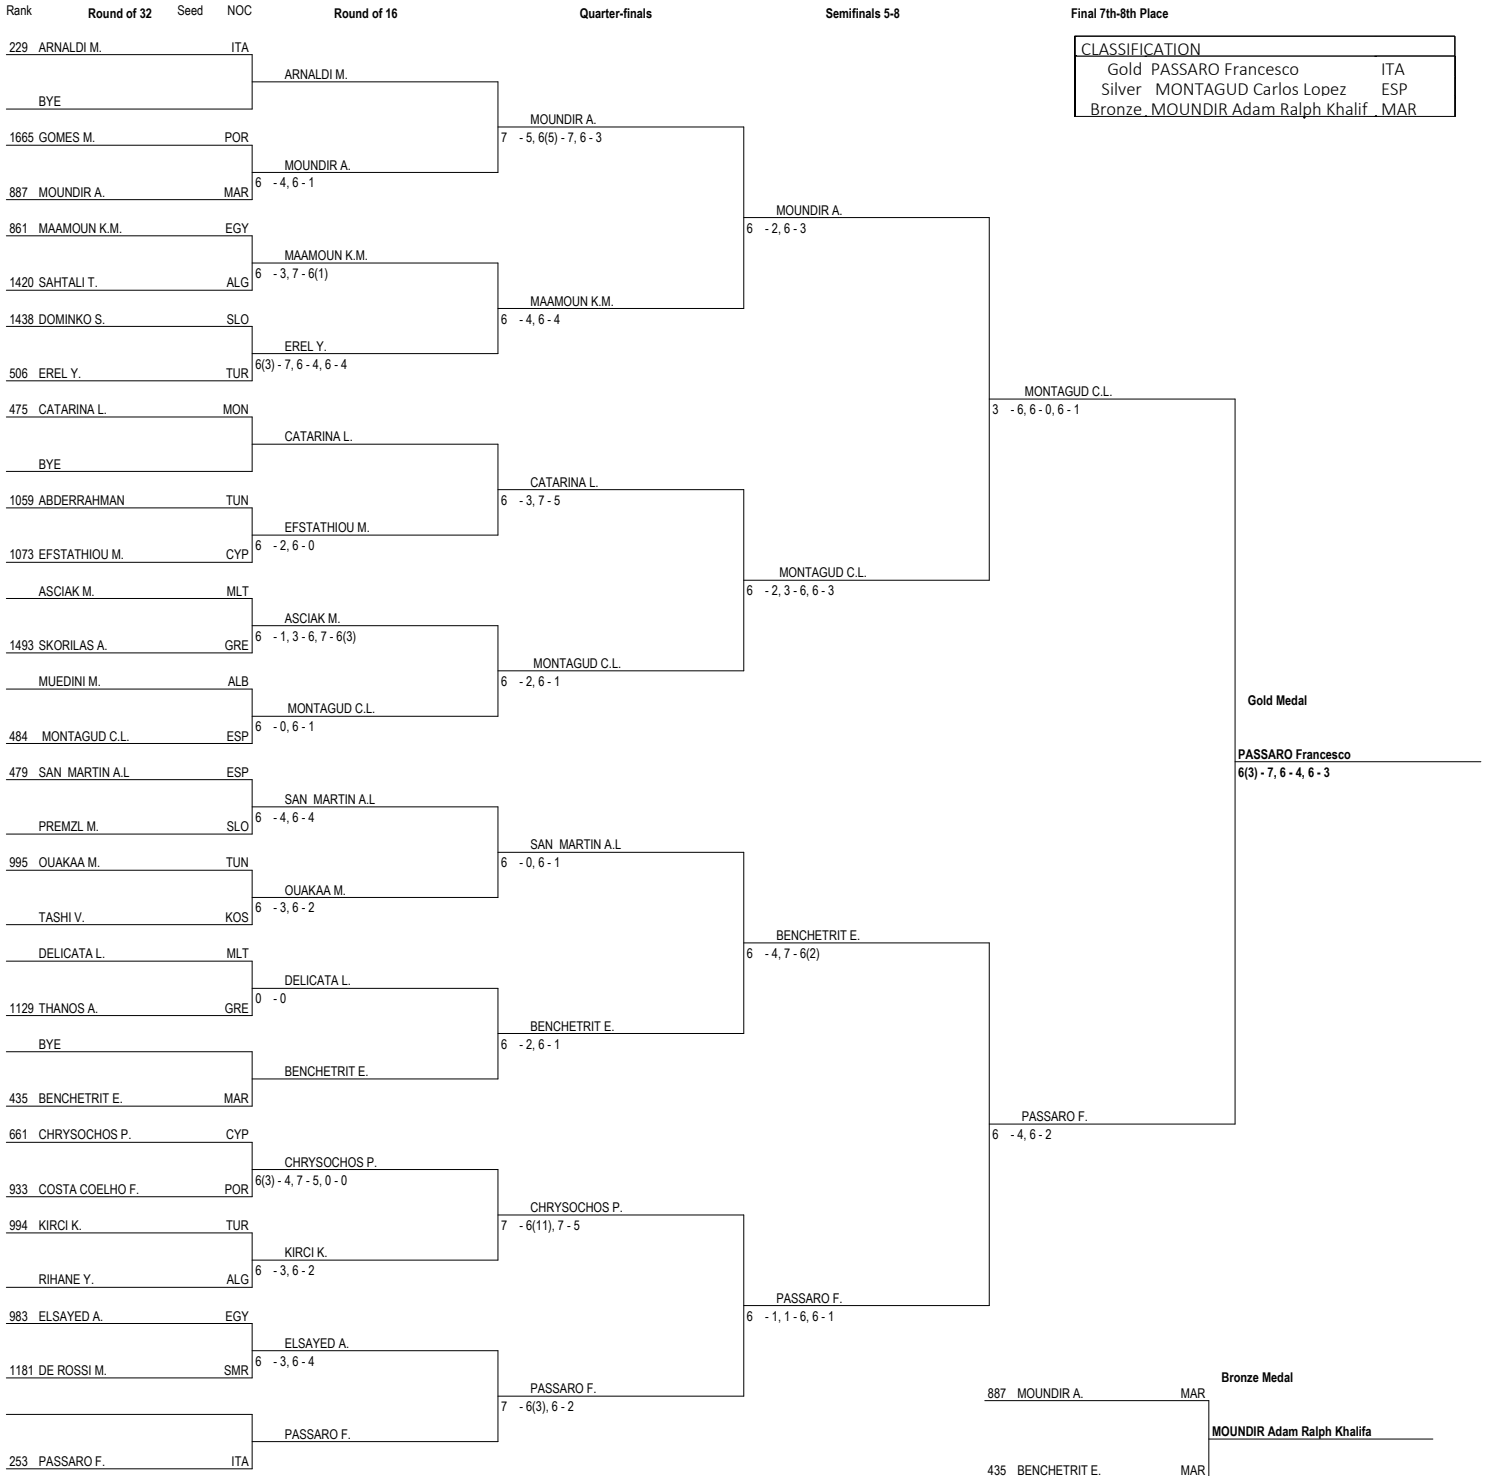 Rank Round of 32 Seed NOC Round of 16 Quarter-finals Semifinals 5-8 Final 7th-8th Place
CLASSIFICATION
Gold PASSARO Francesco ITA
Silver MONTAGUD Carlos Lopez ESP
Bronze MOUNDIR Adam Ralph Khalif MAR
229 ARNALDI M. ITA
ARNALDI M.
BYE
MOUNDIR A.
7 - 5, 6(5) - 7, 6 - 3
1665 GOMES M. POR
MOUNDIR A.
6 - 4, 6 - 1
887 MOUNDIR A. MAR
MOUNDIR A.
6 - 2, 6 - 3
861 MAAMOUN K.M. EGY
MAAMOUN K.M.
6 - 3, 7 - 6(1)
1420 SAHTALI T. ALG
MAAMOUN K.M.
6 - 4, 6 - 4
1438 DOMINKO S. SLO
EREL Y.
6(3) - 7, 6 - 4, 6 - 4
506 EREL Y. TUR
MONTAGUD C.L.
3 - 6, 6 - 0, 6 - 1
475 CATARINA L. MON
CATARINA L.
BYE
CATARINA L.
6 - 3, 7 - 5
1059 ABDERRAHMAN TUN
EFSTATHIOU M.
6 - 2, 6 - 0
1073 EFSTATHIOU M. CYP
MONTAGUD C.L.
6 - 2, 3 - 6, 6 - 3
ASCIAK M. MLT
ASCIAK M.
6 - 1, 3 - 6, 7 - 6(3)
1493 SKORILAS A. GRE
MONTAGUD C.L.
6 - 2, 6 - 1
MUEDINI M. ALB
MONTAGUD C.L.
6 - 0, 6 - 1
484 MONTAGUD C.L. ESP
Gold Medal
PASSARO Francesco
6(3) - 7, 6 - 4, 6 - 3
479 SAN MARTIN A.L ESP
SAN MARTIN A.L
6 - 4, 6 - 4
PREMZL M. SLO
SAN MARTIN A.L
6 - 0, 6 - 1
995 OUAKAA M. TUN
OUAKAA M.
6 - 3, 6 - 2
TASHI V. KOS
BENCHETRIT E.
6 - 4, 7 - 6(2)
DELICATA L. MLT
DELICATA L.
0 - 0
1129 THANOS A. GRE
BENCHETRIT E.
6 - 2, 6 - 1
BYE
BENCHETRIT E.
435 BENCHETRIT E. MAR
PASSARO F.
6 - 4, 6 - 2
661 CHRYSOCHOS P. CYP
CHRYSOCHOS P.
6(3) - 4, 7 - 5, 0 - 0
933 COSTA COELHO F. POR
CHRYSOCHOS P.
7 - 6(11), 7 - 5
994 KIRCI K. TUR
KIRCI K.
6 - 3, 6 - 2
RIHANE Y. ALG
PASSARO F.
6 - 1, 1 - 6, 6 - 1
983 ELSAYED A. EGY
ELSAYED A.
6 - 3, 6 - 4
1181 DE ROSSI M. SMR
PASSARO F.
7 - 6(3), 6 - 2
PASSARO F.
253 PASSARO F. ITA
Bronze Medal
887 MOUNDIR A. MAR
MOUNDIR Adam Ralph Khalifa
435 BENCHETRIT E. MAR